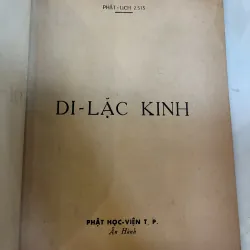 PHẬT-LỊCH 2515
DI-LẶC KINH
PHẬT HỌC-VIỆN T. P.
Ấn Hành